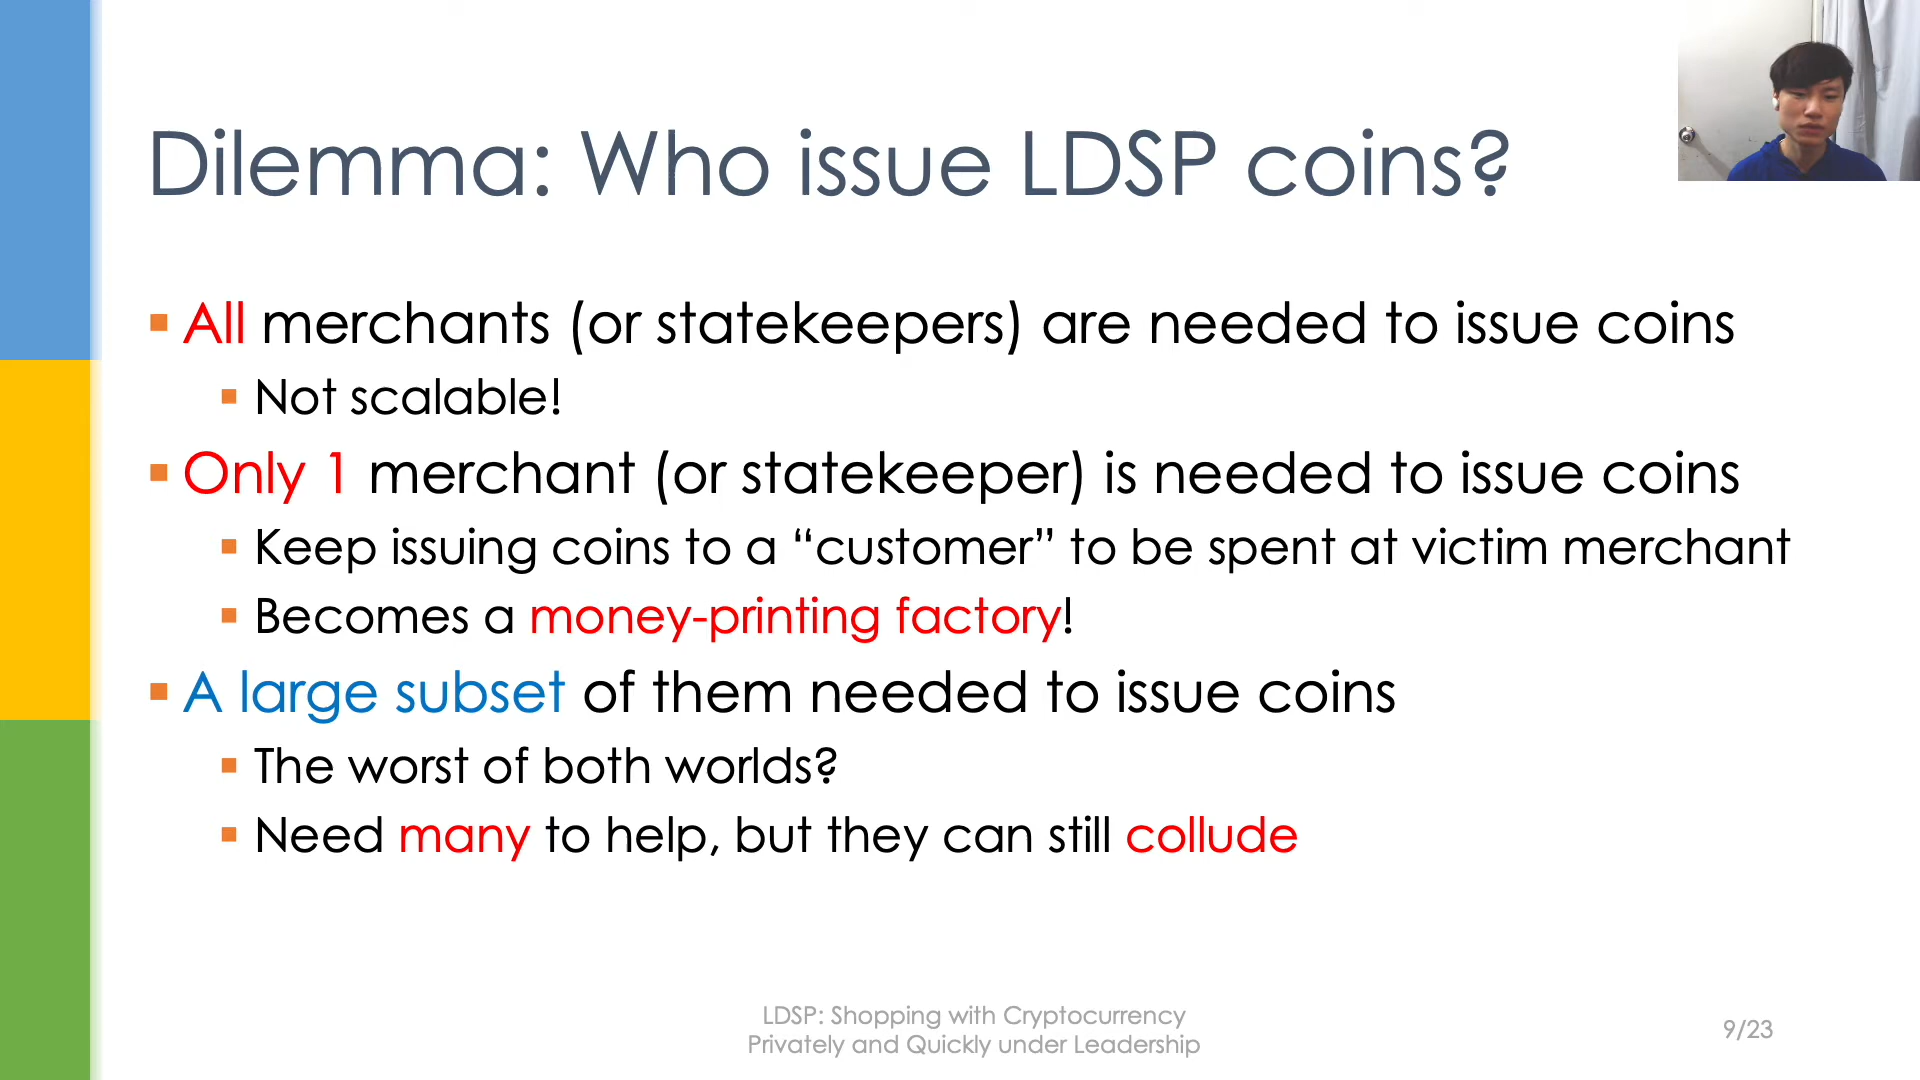 Dilemma: Who issue LDSP coins?
All merchants (or statekeepers) are needed to issue coins
Not scalable!
Only 1 merchant (or statekeeper) is needed to issue coins
Keep issuing coins to a “customer” to be spent at victim merchant
Becomes a money-printing factory!
A large subset of them needed to issue coins
The worst of both worlds?
Need many to help, but they can still collude
LDSP: Shopping with Cryptocurrency
Privately and Quickly under Leadership
9/23